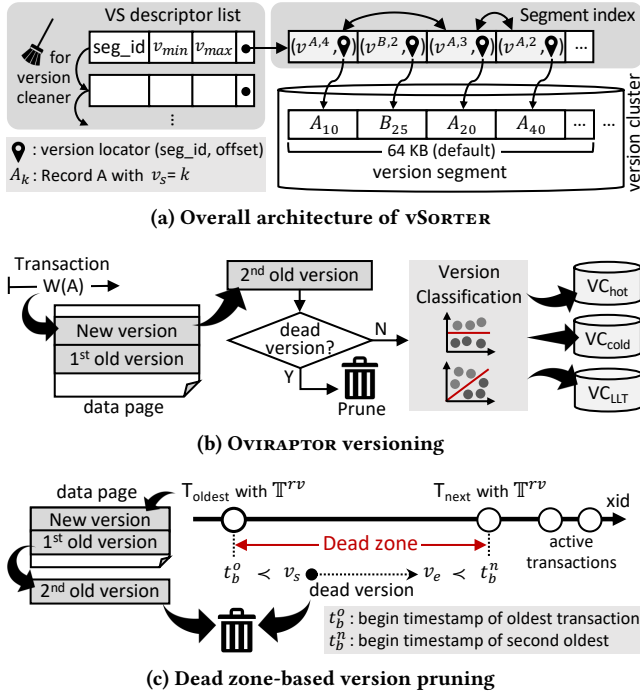 VS descriptor list
Segment index
for
version
cleaner
seg_id v_min v_max
(v^{A,4}, ) (v^{B,2}, ) (v^{A,3}, ) (v^{A,2}, ) ...
⋮
A_10 B_25 A_20 A_40 ... ...
64 KB (default)
version segment
version cluster
: version locator (seg_id, offset)
A_k : Record A with v_s = k
(a) Overall architecture of vSorter
Transaction
W(A)
New version
1st old version
data page
2nd old version
dead
version?
N
Y
Prune
Version
Classification
VC_hot
VC_cold
VC_LLT
(b) Oviraptor versioning
data page
New version
1st old version
2nd old version
T_oldest with 𝕋^{rv}
T_next with 𝕋^{rv}
xid
Dead zone
active
transactions
t_b^o ≺ v_s v_e ≺ t_b^n
dead version
t_b^o : begin timestamp of oldest transaction
t_b^n : begin timestamp of second oldest
(c) Dead zone-based version pruning